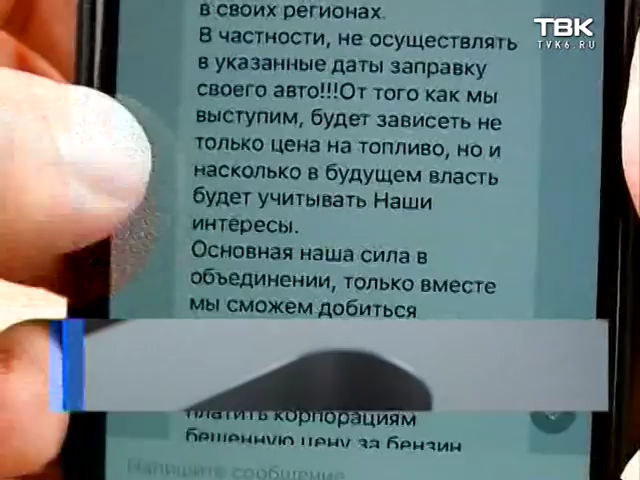 в своих регионах.
В частности, не осуществлять
в указанные даты заправку
своего авто!!!От того как мы
выступим, будет зависеть не
только цена на топливо, но и
насколько в будущем власть
будет учитывать Наши
интересы.
Основная наша сила в
объединении, только вместе
мы сможем добиться
платить корпорациям
бешенную цену за бензин
Напишите сообщение
ТВК
TVK6.RU